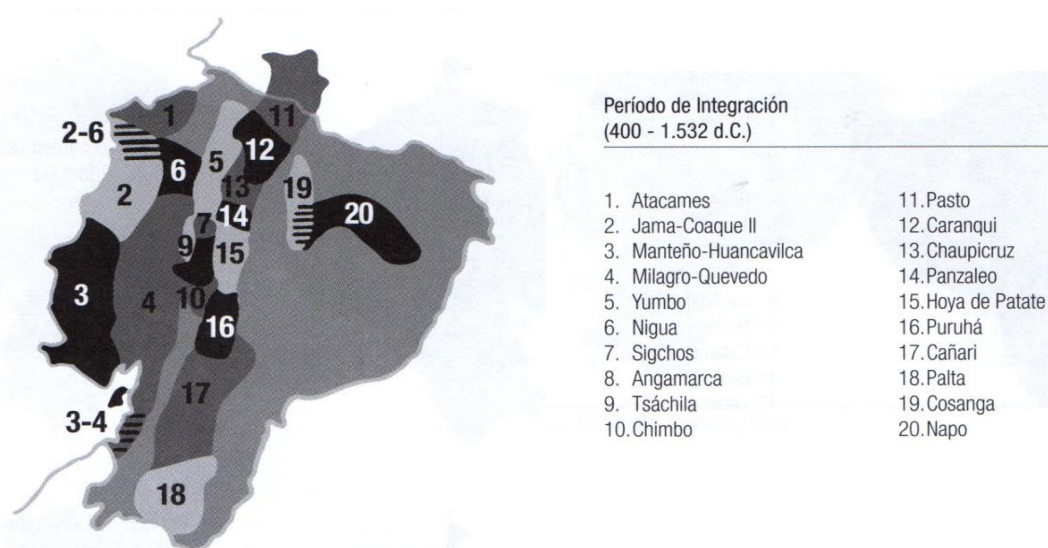 1
11
2-6
12
5
6
13
19
2
14
20
7
9
15
3
4
10
16
3-4
17
18
Período de Integración
(400 - 1.532 d.C.)
1. Atacames
2. Jama-Coaque II
3. Manteño-Huancavilca
4. Milagro-Quevedo
5. Yumbo
6. Nigua
7. Sigchos
8. Angamarca
9. Tsáchila
10. Chimbo
11. Pasto
12. Caranqui
13. Chaupicruz
14. Panzaleo
15. Hoya de Patate
16. Puruhá
17. Cañari
18. Palta
19. Cosanga
20. Napo